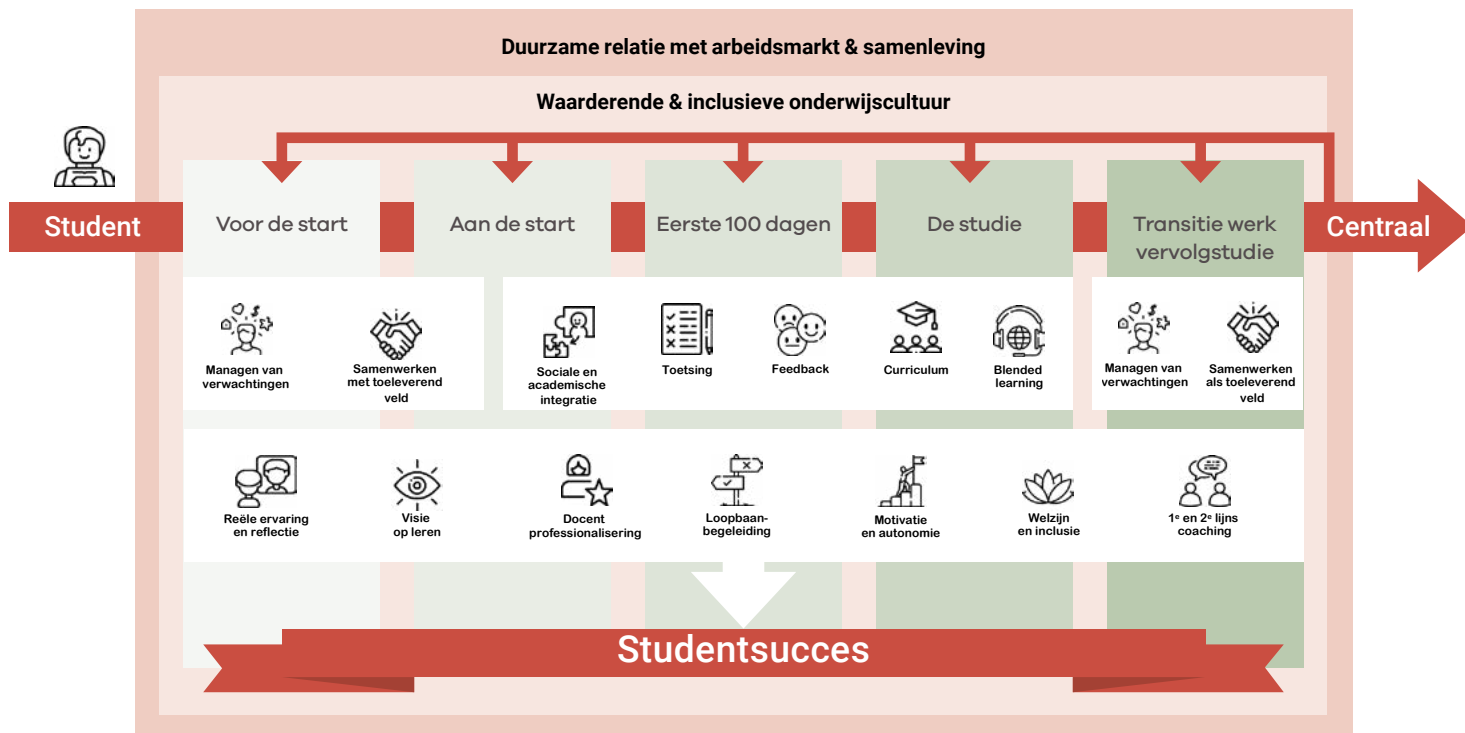 Duurzame relatie met arbeidsmarkt & samenleving
Waarderende & inclusieve onderwijscultuur
Student
Voor de start
Aan de start
Eerste 100 dagen
De studie
Transitie werk
vervolgstudie
Centraal
Managen van
verwachtingen
Samenwerken
met toeleverend
veld
Sociale en
academische
integratie
Toetsing
Feedback
Curriculum
Blended
learning
Managen van
verwachtingen
Samenwerken
als toeleverend
veld
Reële ervaring
en reflectie
Visie
op leren
Docent
professionalisering
Loopbaan-
begeleiding
Motivatie
en autonomie
Welzijn
en inclusie
1e en 2e lijns
coaching
Studentsucces